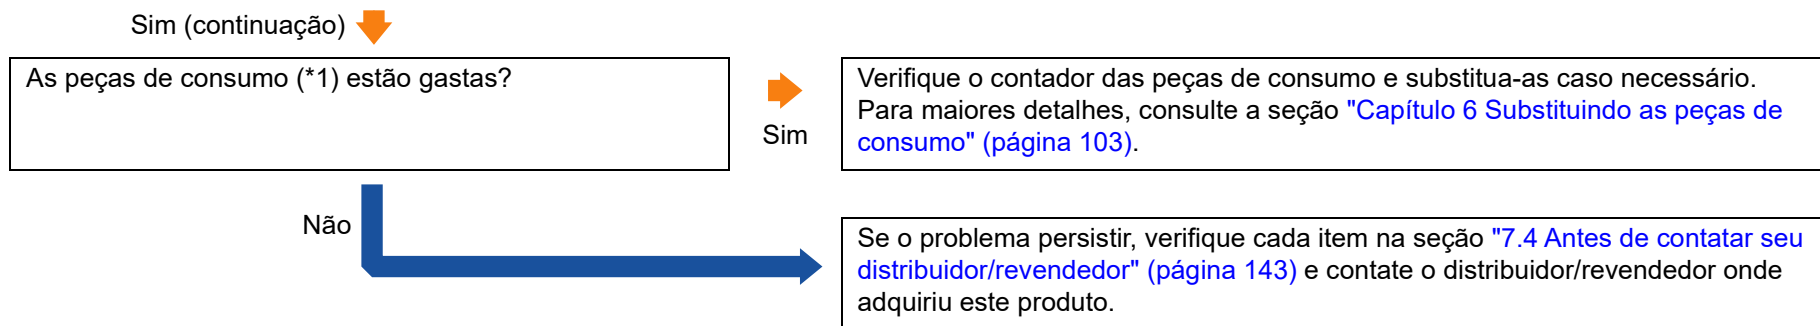 Sim (continuação)
As peças de consumo (*1) estão gastas?
Sim
Verifique o contador das peças de consumo e substitua-as caso necessário.
Para maiores detalhes, consulte a seção "Capítulo 6 Substituindo as peças de
consumo" (página 103).
Não
Se o problema persistir, verifique cada item na seção "7.4 Antes de contatar seu
distribuidor/revendedor" (página 143) e contate o distribuidor/revendedor onde
adquiriu este produto.